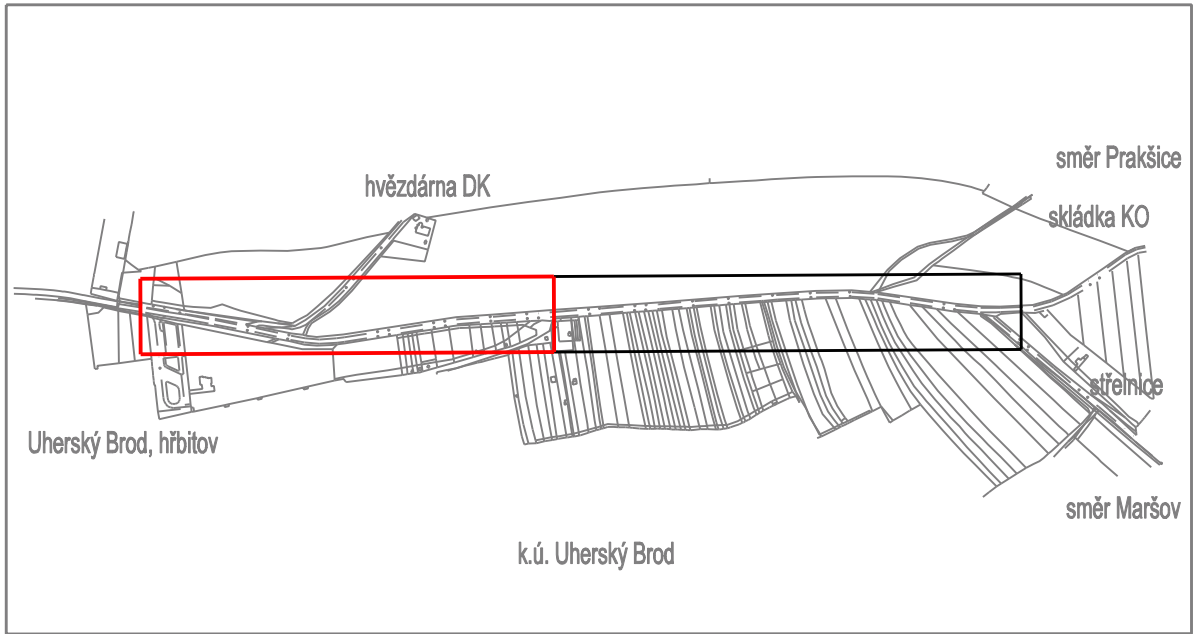 směr Prakšice
hvězdárna DK
skládka KO
střelnice
Uherský Brod, hřbitov
směr Maršov
k.ú. Uherský Brod